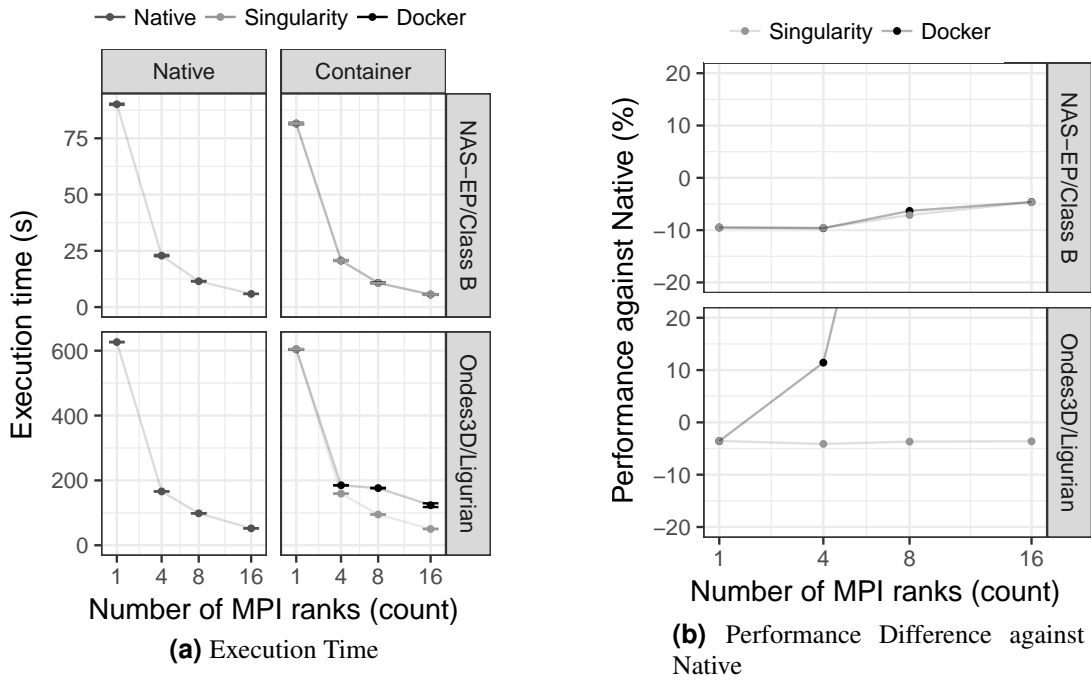 Native Singularity Docker
Native Container
Execution time (s)
75
50
25
0
NAS−EP/Class B
600
400
200
0
Ondes3D/Ligurian
1 4 8 16 1 4 8 16
Number of MPI ranks (count)
(a) Execution Time
Singularity Docker
Performance against Native (%)
20
10
0
−10
−20
NAS−EP/Class B
20
10
0
−10
−20
Ondes3D/Ligurian
1 4 8 16
Number of MPI ranks (count)
(b) Performance Difference against
Native